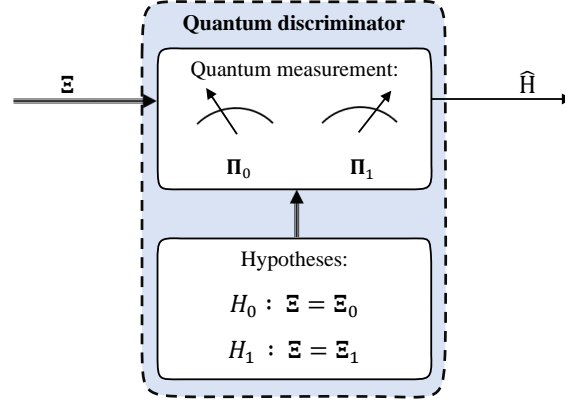 Quantum discriminator
Ξ
Quantum measurement:
Π₀ Π₁
Ĥ
Hypotheses:
H₀ : Ξ = Ξ₀
H₁ : Ξ = Ξ₁